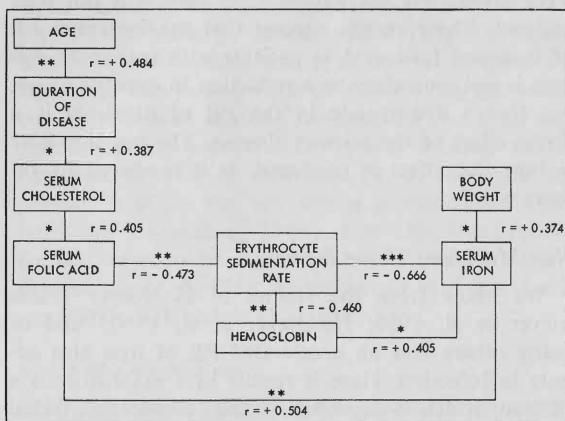 AGE
** r = + 0.484
DURATION
OF
DISEASE
* r = + 0.387
SERUM
CHOLESTEROL
BODY
WEIGHT
* r = 0.405
* r = + 0.374
SERUM
FOLIC ACID
**
r = − 0.473
ERYTHROCYTE
SEDIMENTATION
RATE
***
r = − 0.666
SERUM
IRON
** r = − 0.460
HEMOGLOBIN
*
r = + 0.405
**
r = + 0.504